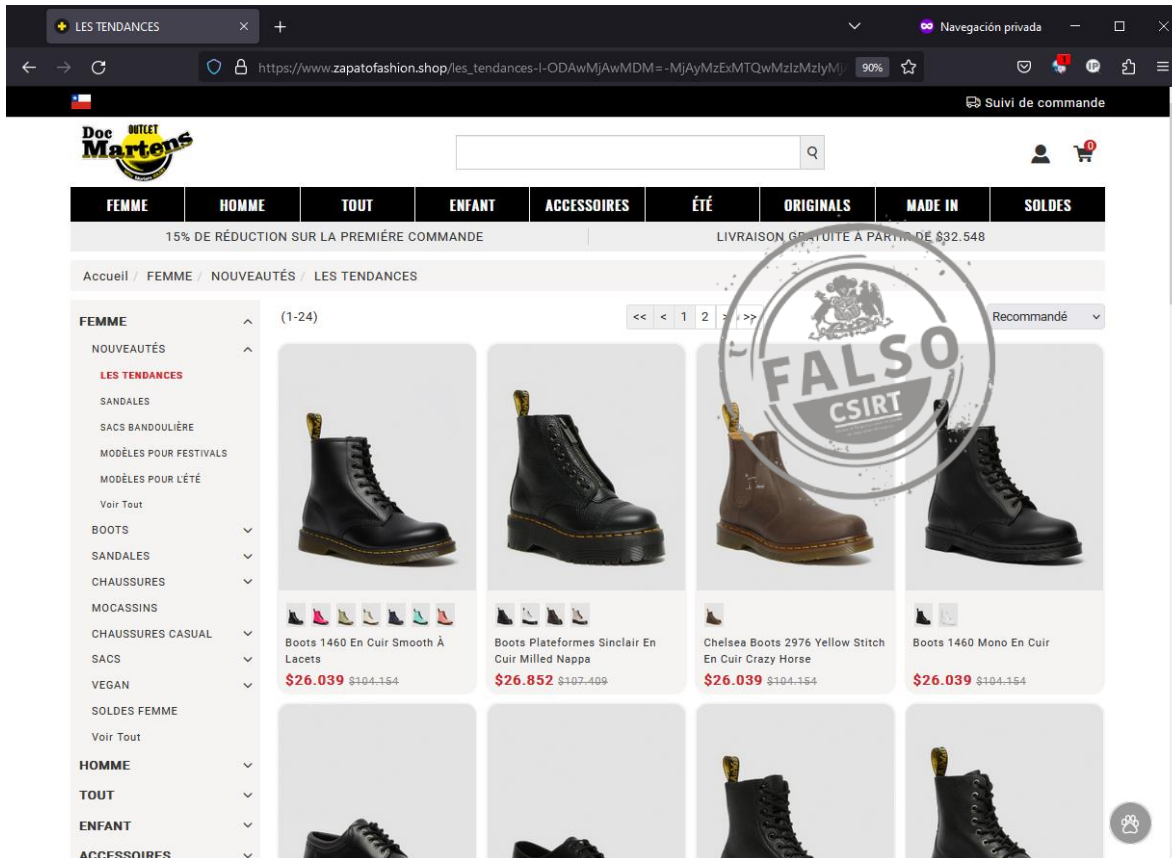 LES TENDANCES
Navegación privada
https://www.zapatofashion.shop/les_tendances-l-ODAwMjAwMDM=-MjAyMzExMTQwMzIzMzIyMj
90%
Suivi de commande
Doc OUTLET
Martens
0
FEMME HOMME TOUT ENFANT ACCESSOIRES ÉTÉ ORIGINALS MADE IN SOLDES
15% DE RÉDUCTION SUR LA PREMIÉRE COMMANDE LIVRAISON GRATUITE À PARTIR DE $32.548
Accueil / FEMME / NOUVEAUTÉS / LES TENDANCES
(1-24) << < 1 2 > >> Recommandé
FEMME
NOUVEAUTÉS
LES TENDANCES
SANDALES
SACS BANDOULIÈRE
MODÈLES POUR FESTIVALS
MODÈLES POUR L'ÉTÉ
Voir Tout
BOOTS
SANDALES
CHAUSSURES
MOCASSINS
CHAUSSURES CASUAL
SACS
VEGAN
SOLDES FEMME
Voir Tout
HOMME
TOUT
ENFANT
ACCESSOIRES
FALSO
CSIRT
Boots 1460 En Cuir Smooth À
Lacets
$26.039 $104.154
Boots Plateformes Sinclair En
Cuir Milled Nappa
$26.852 $107.409
Chelsea Boots 2976 Yellow Stitch
En Cuir Crazy Horse
$26.039 $104.154
Boots 1460 Mono En Cuir
$26.039 $104.154